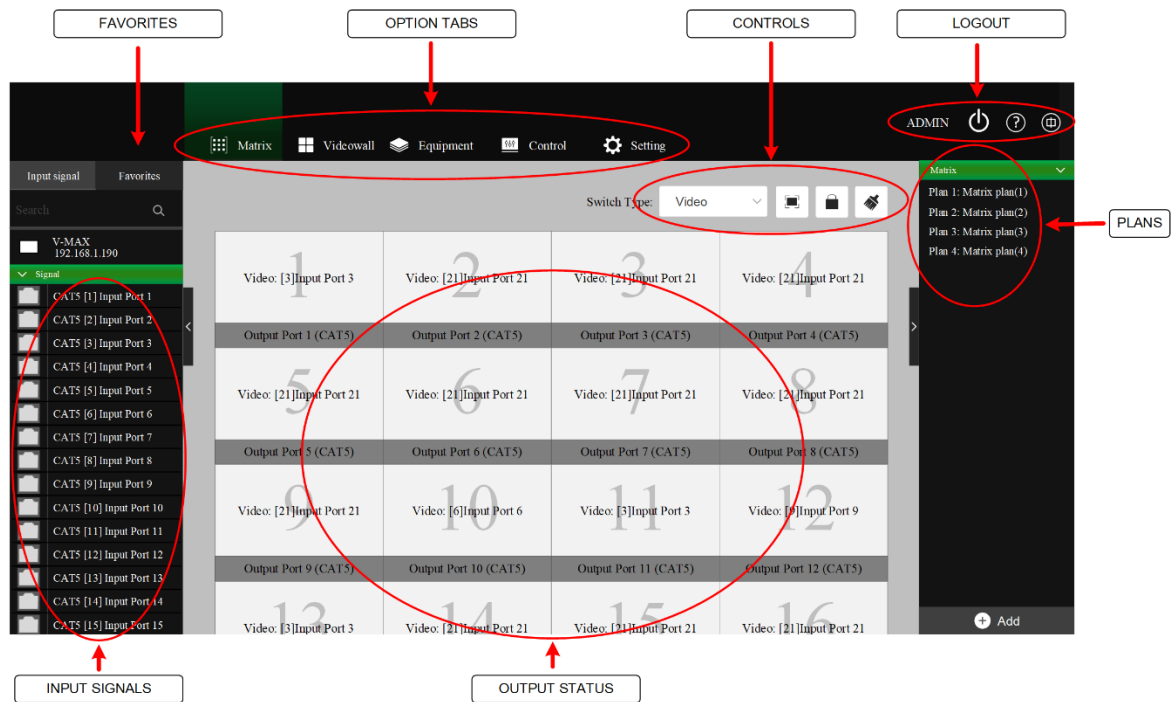 FAVORITES
OPTION TABS
CONTROLS
LOGOUT
ADMIN
Matrix
Videowall
Equipment
Control
Setting
Input signal
Favorites
Search
V-MAX
192.168.1.190
Signal
CAT5 [1] Input Port 1
CAT5 [2] Input Port 2
CAT5 [3] Input Port 3
CAT5 [4] Input Port 4
CAT5 [5] Input Port 5
CAT5 [6] Input Port 6
CAT5 [7] Input Port 7
CAT5 [8] Input Port 8
CAT5 [9] Input Port 9
CAT5 [10] Input Port 10
CAT5 [11] Input Port 11
CAT5 [12] Input Port 12
CAT5 [13] Input Port 13
CAT5 [14] Input Port 14
CAT5 [15] Input Port 15
Switch Type:
Video
1
Video: [3]Input Port 3
Output Port 1 (CAT5)
2
Video: [21]Input Port 21
Output Port 2 (CAT5)
3
Video: [21]Input Port 21
Output Port 3 (CAT5)
4
Video: [21]Input Port 21
Output Port 4 (CAT5)
5
Video: [21]Input Port 21
Output Port 5 (CAT5)
6
Video: [21]Input Port 21
Output Port 6 (CAT5)
7
Video: [21]Input Port 21
Output Port 7 (CAT5)
8
Video: [21]Input Port 21
Output Port 8 (CAT5)
9
Video: [21]Input Port 21
Output Port 9 (CAT5)
10
Video: [6]Input Port 6
Output Port 10 (CAT5)
11
Video: [3]Input Port 3
Output Port 11 (CAT5)
12
Video: [9]Input Port 9
Output Port 12 (CAT5)
13
Video: [3]Input Port 3
14
Video: [21]Input Port 21
15
Video: [21]Input Port 21
16
Video: [21]Input Port 21
Matrix
Plan 1: Matrix plan(1)
Plan 2: Matrix plan(2)
Plan 3: Matrix plan(3)
Plan 4: Matrix plan(4)
Add
PLANS
INPUT SIGNALS
OUTPUT STATUS